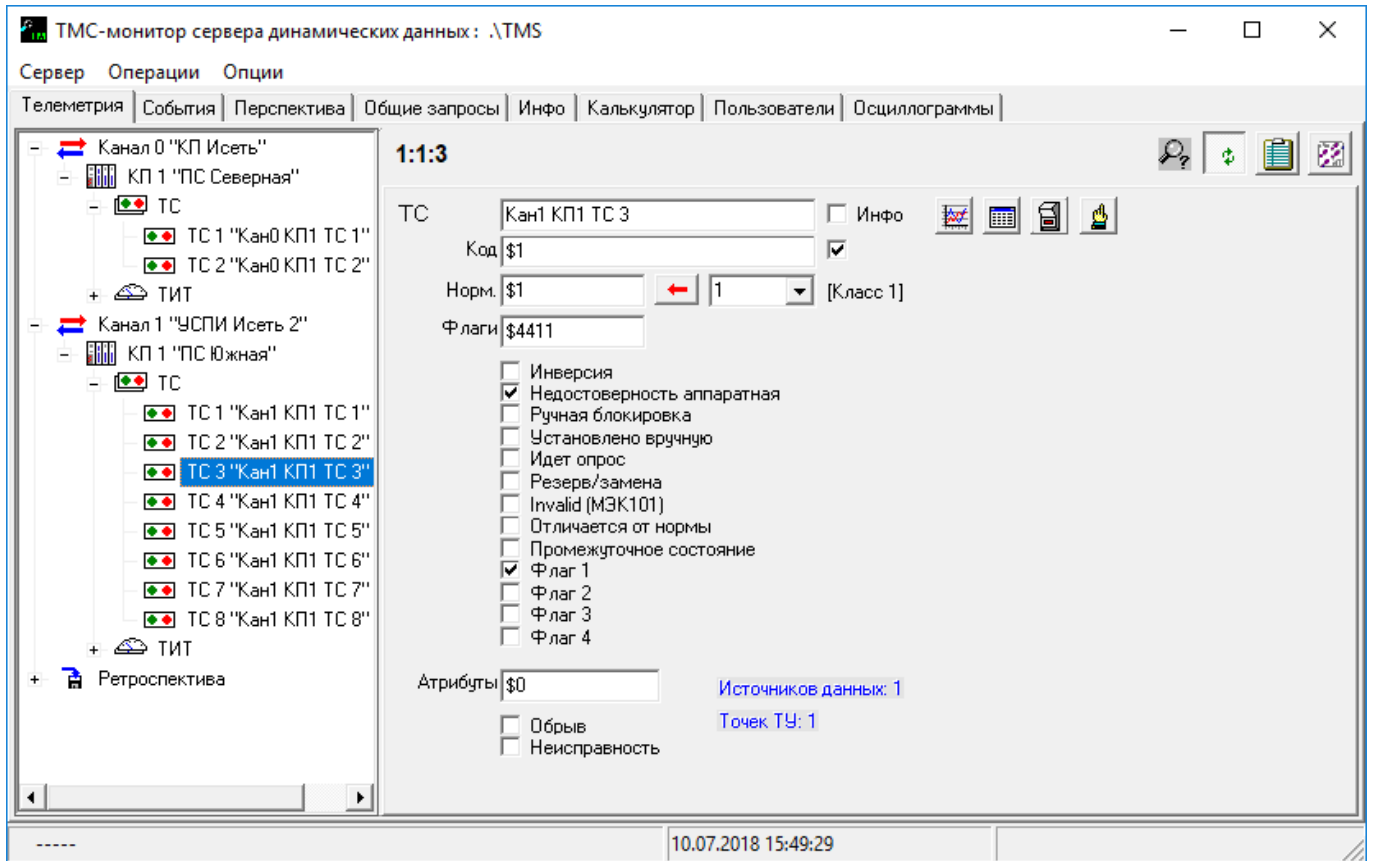 ТМС-монитор сервера динамических данных : .\TMS
Сервер Операции Опции
Телеметрия События Перспектива Общие запросы Инфо Калькулятор Пользователи Осциллограммы
Канал 0 "КП Исеть"
КП 1 "ПС Северная"
ТС
ТС 1 "Кан0 КП1 ТС 1"
ТС 2 "Кан0 КП1 ТС 2"
ТИТ
Канал 1 "УСПИ Исеть 2"
КП 1 "ПС Южная"
ТС
ТС 1 "Кан1 КП1 ТС 1"
ТС 2 "Кан1 КП1 ТС 2"
ТС 3 "Кан1 КП1 ТС 3"
ТС 4 "Кан1 КП1 ТС 4"
ТС 5 "Кан1 КП1 ТС 5"
ТС 6 "Кан1 КП1 ТС 6"
ТС 7 "Кан1 КП1 ТС 7"
ТС 8 "Кан1 КП1 ТС 8"
ТИТ
Ретроспектива
1:1:3
ТС Кан1 КП1 ТС 3 Инфо
Код $1
Норм. $1 1 [Класс 1]
Флаги $4411
Инверсия
Недостоверность аппаратная
Ручная блокировка
Установлено вручную
Идет опрос
Резерв/замена
Invalid (МЭК101)
Отличается от нормы
Промежуточное состояние
Флаг 1
Флаг 2
Флаг 3
Флаг 4
Атрибуты $0 Источников данных: 1
Точек ТУ: 1
Обрыв
Неисправность
----- 10.07.2018 15:49:29